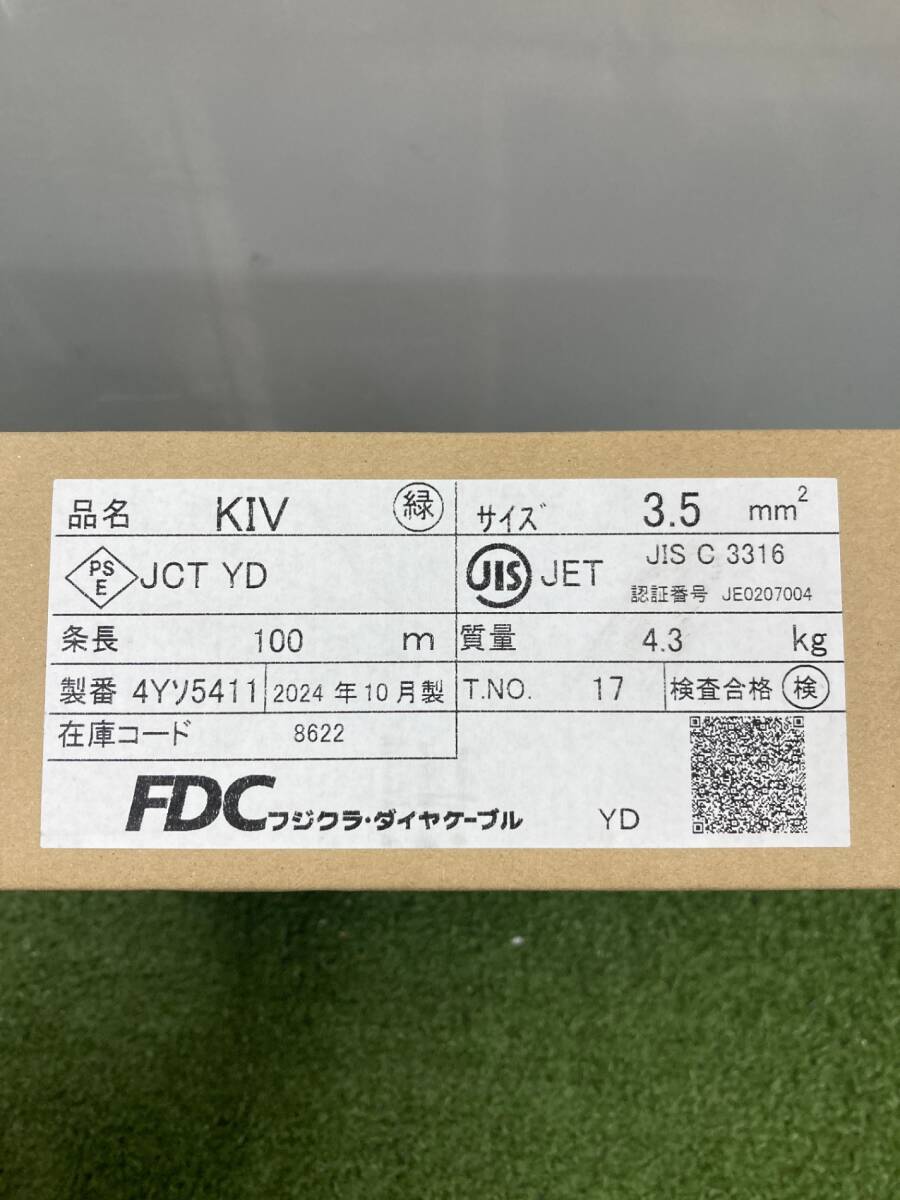 品名 KIV 緑 サイズ 3.5 mm²
PS E JCT YD JIS JET JIS C 3316
認証番号 JE0207004
条長 100 m 質量 4.3 kg
製番 4Yソ5411 2024 年 10 月製 T.NO. 17 検査合格 検
在庫コード 8622
FDC フジクラ・ダイヤケーブル YD